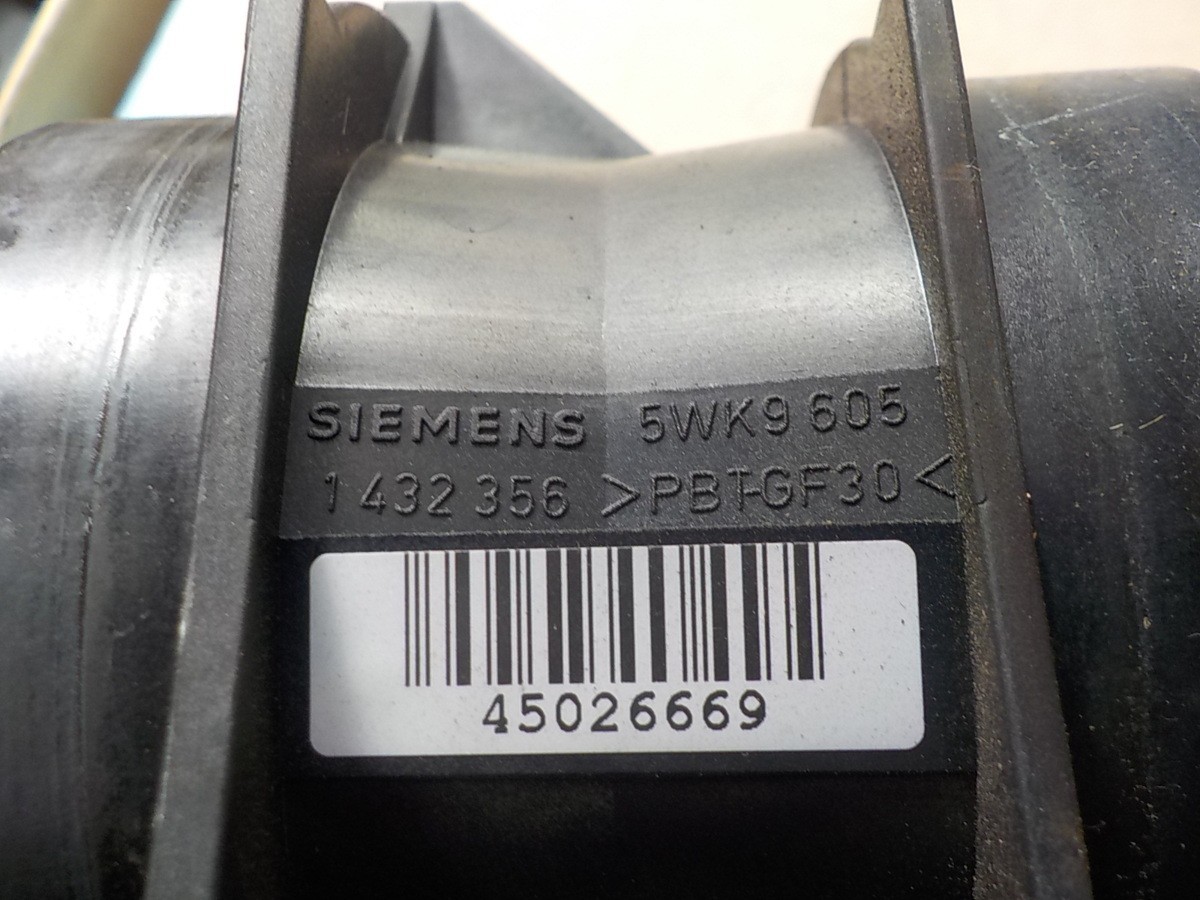 SIEMENS 5WK9 605
1 432 356 >PBT-GF30<
45026669